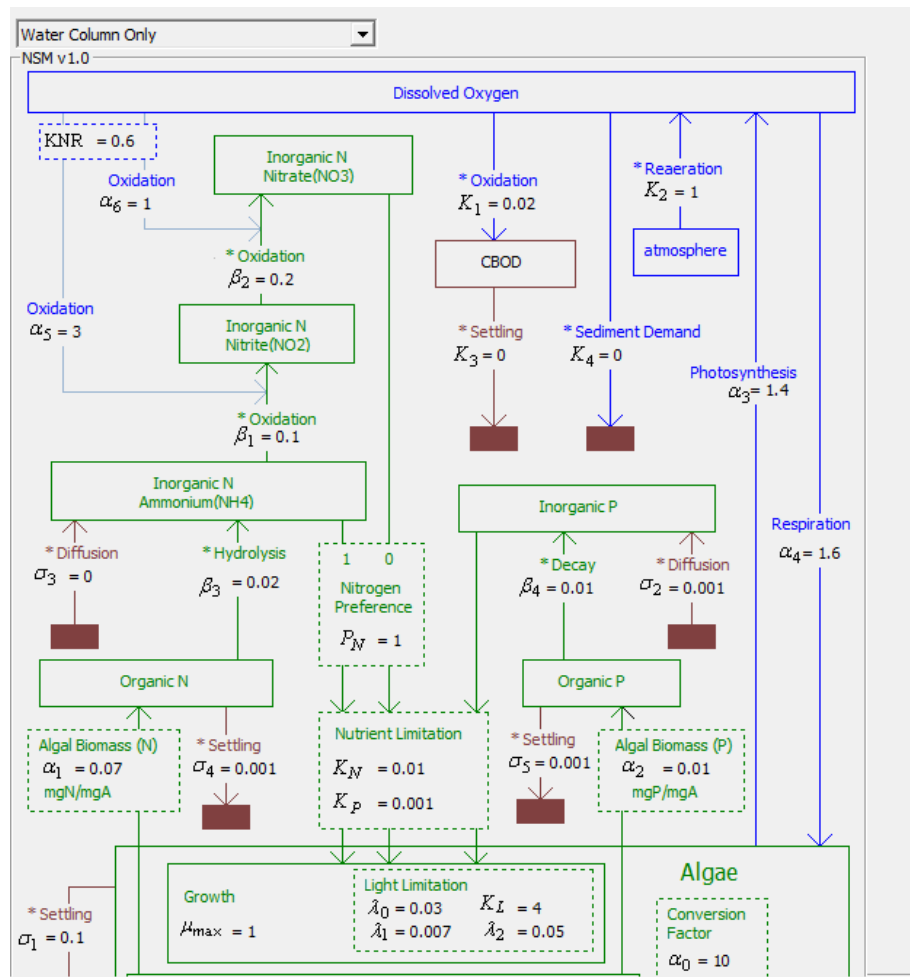 Water Column Only
NSM v1.0
Dissolved Oxygen
KNR = 0.6
Inorganic N
Nitrate(NO3)
Oxidation
α6 = 1
* Oxidation
K1 = 0.02
* Reaeration
K2 = 1
atmosphere
CBOD
* Oxidation
β2 = 0.2
Oxidation
α5 = 3
Inorganic N
Nitrite(NO2)
* Settling
K3 = 0
* Sediment Demand
K4 = 0
Photosynthesis
α3 = 1.4
* Oxidation
β1 = 0.1
Inorganic N
Ammonium(NH4)
Inorganic P
Respiration
α4 = 1.6
* Diffusion
σ3 = 0
* Hydrolysis
β3 = 0.02
1 0
Nitrogen
Preference
PN = 1
* Decay
β4 = 0.01
* Diffusion
σ2 = 0.001
Organic N
Organic P
Algal Biomass (N)
α1 = 0.07
mgN/mgA
* Settling
σ4 = 0.001
Nutrient Limitation
KN = 0.01
KP = 0.001
* Settling
σ5 = 0.001
Algal Biomass (P)
α2 = 0.01
mgP/mgA
Algae
Growth
μmax = 1
Light Limitation
λ̂0 = 0.03 KL = 4
λ̂1 = 0.007 λ̂2 = 0.05
* Settling
σ1 = 0.1
Conversion
Factor
α0 = 10